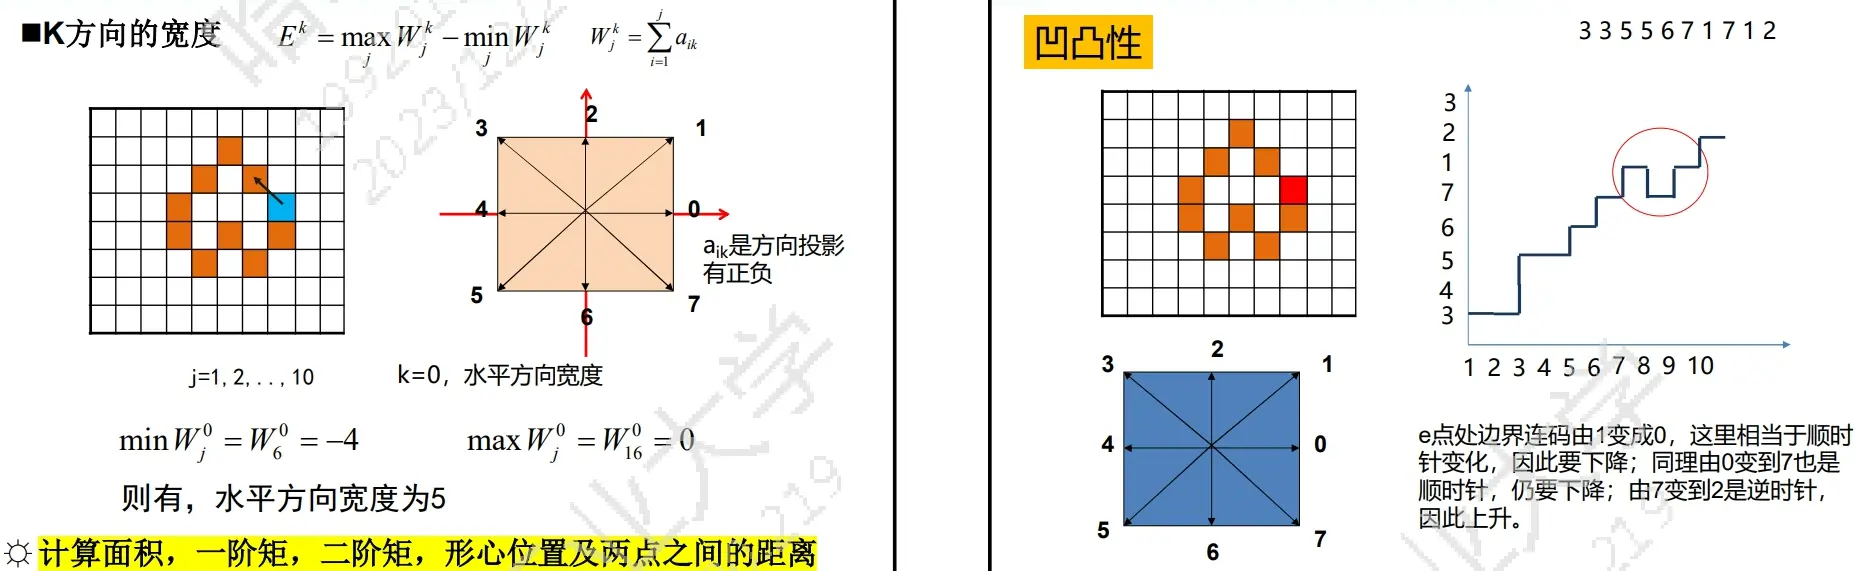 ■K方向的宽度 E^k = max_j W_j^k − min_j W_j^k W_j^k = ∑_{i=1}^{j} a_{ik}
3 2 1
4 0
5 6 7
a_{ik}是方向投影
有正负
j=1,2,..,10 k=0，水平方向宽度
min W_j^0 = W_6^0 = −4 max W_j^0 = W_{16}^0 = 0
则有，水平方向宽度为5
计算面积，一阶矩，二阶矩，形心位置及两点之间的距离
凹凸性
3 3 5 5 6 7 1 7 1 2
3
2
1
7
6
5
4
3
1 2 3 4 5 6 7 8 9 10
3 2 1
4 0
5 6 7
e点处边界连码由1变成0，这里相当于顺时
针变化，因此要下降；同理由0变到7也是
顺时针，仍要下降；由7变到2是逆时针，
因此上升。